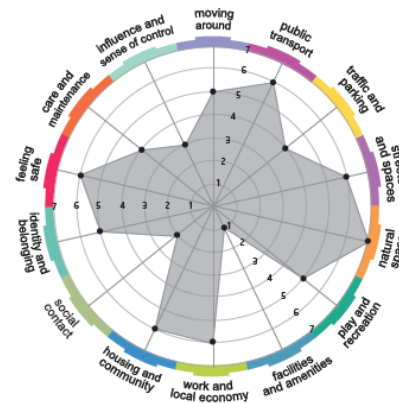 moving
around
public
transport
traffic and
parking
and spaces
natural
play and
recreation
facilities
and amenities
work and
local economy
housing and
community
social
contact
identity and
belonging
feeling
safe
care and
maintenance
influence and
sense of control
7
6
5
4
3
2
1
7 6 5 4 3 2 1
1
2
3
4
5
6
7